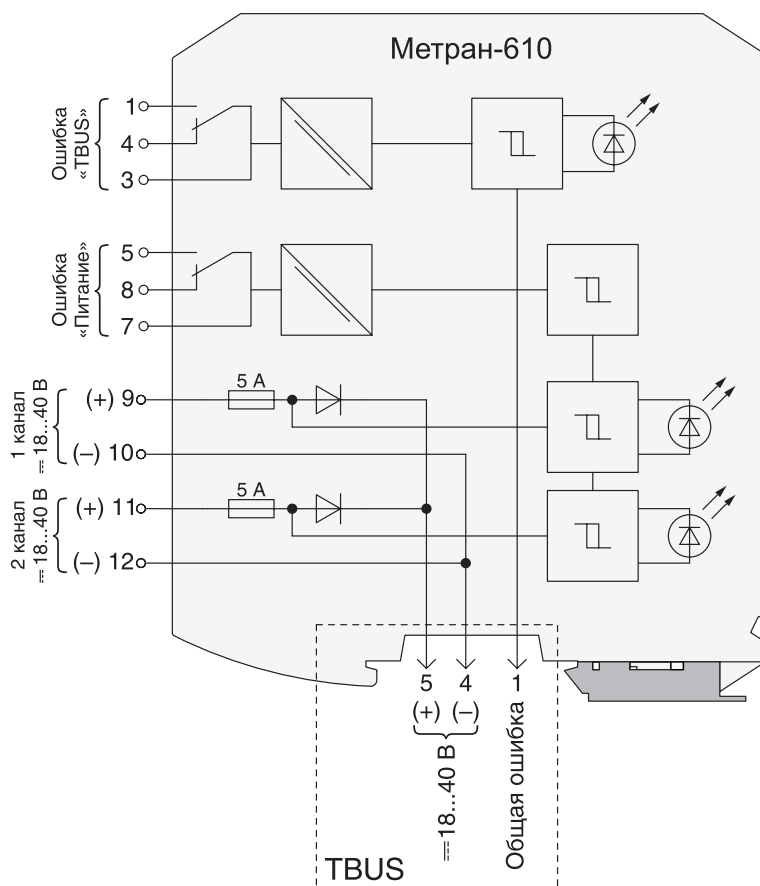 Метран-610
Ошибка
«TBUS»
1
4
3
Ошибка
«Питание»
5
8
7
1 канал
⎓18...40 В
(+) 9
5 А
(–) 10
2 канал
⎓18...40 В
(+) 11
5 А
(–) 12
5 4 1
(+) (–)
⎓18...40 В
Общая ошибка
TBUS